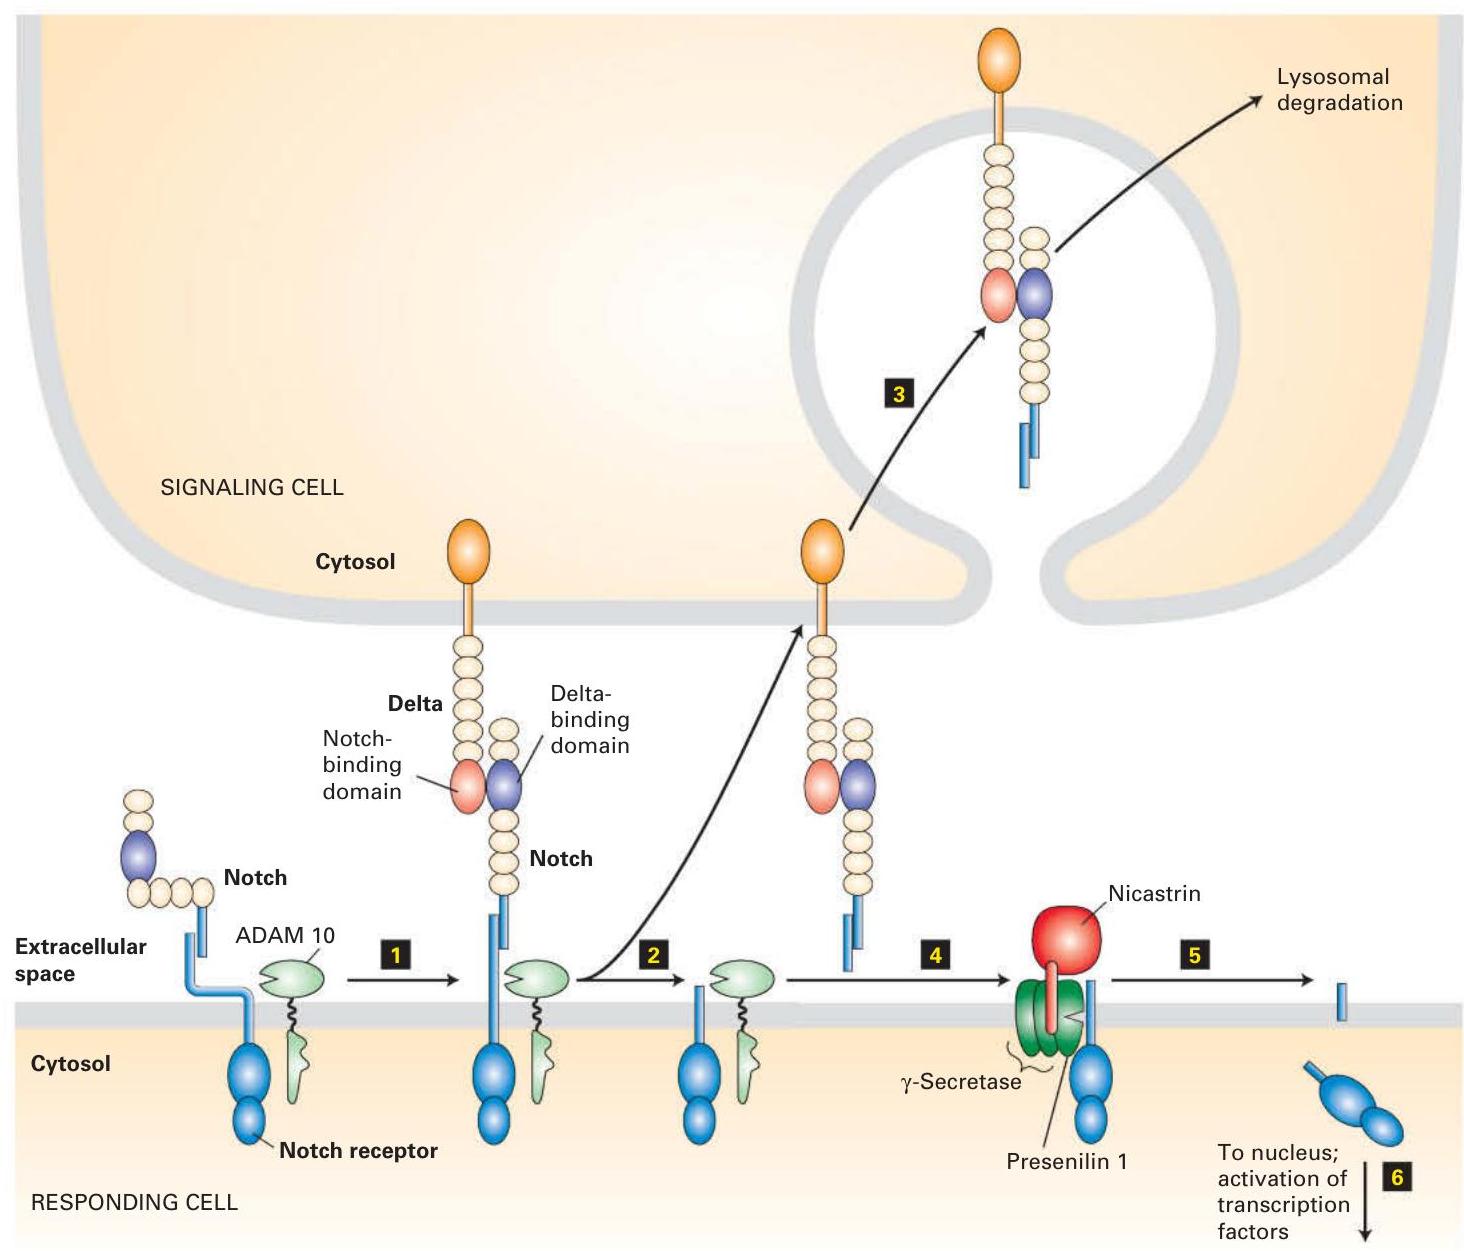 Lysosomal
degradation
3
SIGNALING CELL
Cytosol
Delta
Delta-
binding
domain
Notch-
binding
domain
Notch
Notch
Nicastrin
Extracellular
space
ADAM 10
1
2
4
5
Cytosol
γ-Secretase
Notch receptor
Presenilin 1
To nucleus;
activation of
transcription
factors
6
RESPONDING CELL